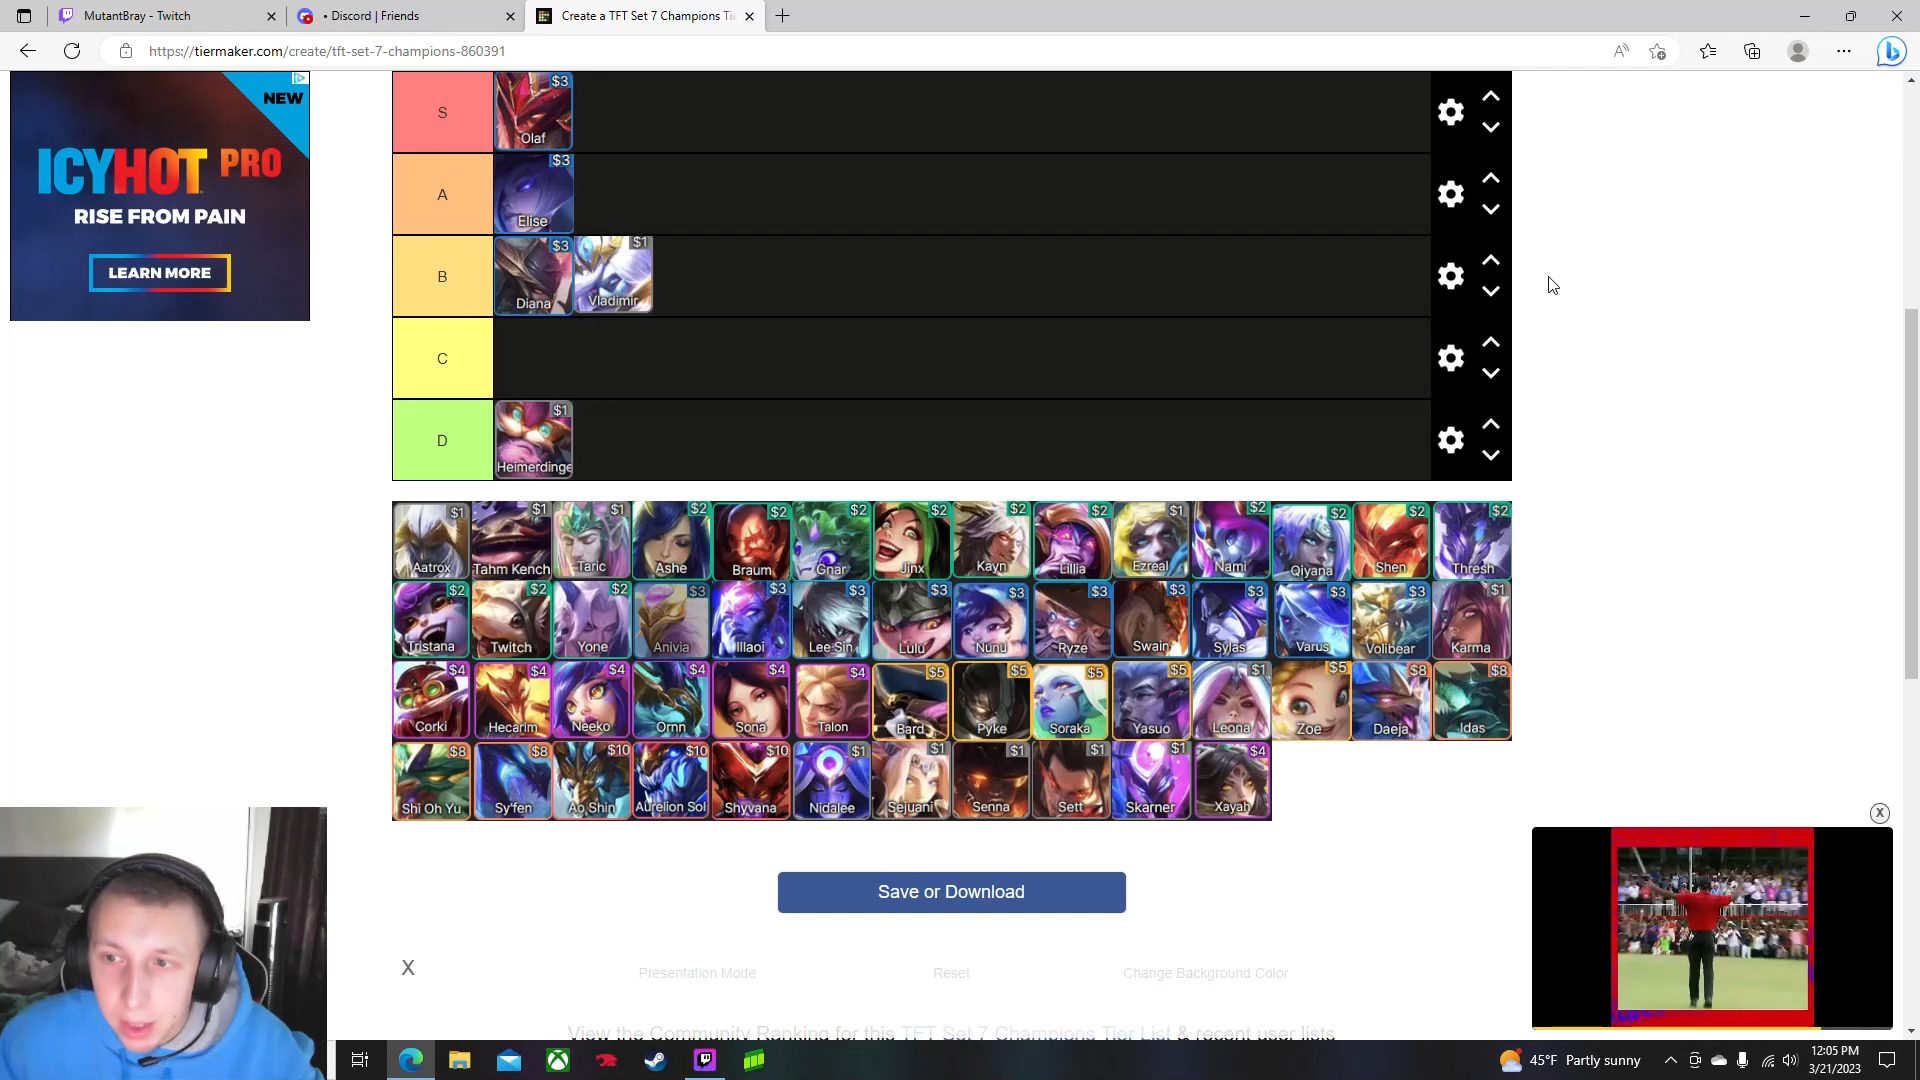 MutantBray - Twitch
• Discord | Friends
Create a TFT Set 7 Champions Tie
https://tiermaker.com/create/tft-set-7-champions-860391
NEW
ICYHOT PRO
RISE FROM PAIN
LEARN MORE
S
$3
Olaf
A
$3
Elise
B
$3 $1
Diana Vladimir
C
D
$1
Heimerdinge
$1 $1 $1 $2 $2 $2 $2 $2 $2 $1 $2 $2 $2 $2
Aatrox Tahm Kench Taric Ashe Braum Gnar Jinx Kayn Lillia Ezreal Nami Qiyana Shen Thresh
$2 $2 $2 $3 $3 $3 $3 $3 $3 $3 $3 $3 $3 $1
Tristana Twitch Yone Anivia Illaoi Lee Sin Lulu Nunu Ryze Swain Sylas Varus Volibear Karma
$4 $4 $4 $4 $4 $4 $5 $5 $5 $5 $1 $5 $8 $8
Corki Hecarim Neeko Ornn Sona Talon Bard Pyke Soraka Yasuo Leona Zoe Daeja Idas
$8 $8 $10 $10 $10 $1 $1 $1 $1 $1 $4
Shi Oh Yu Sy'fen Ao Shin Aurelion Sol Shyvana Nidalee Sejuani Senna Sett Skarner Xayah
X
Save or Download
X
Presentation Mode Reset Change Background Color
View the Community Ranking for this TFT Set 7 Champions Tier List & recent user lists
45°F Partly sunny
12:05 PM
3/21/2023